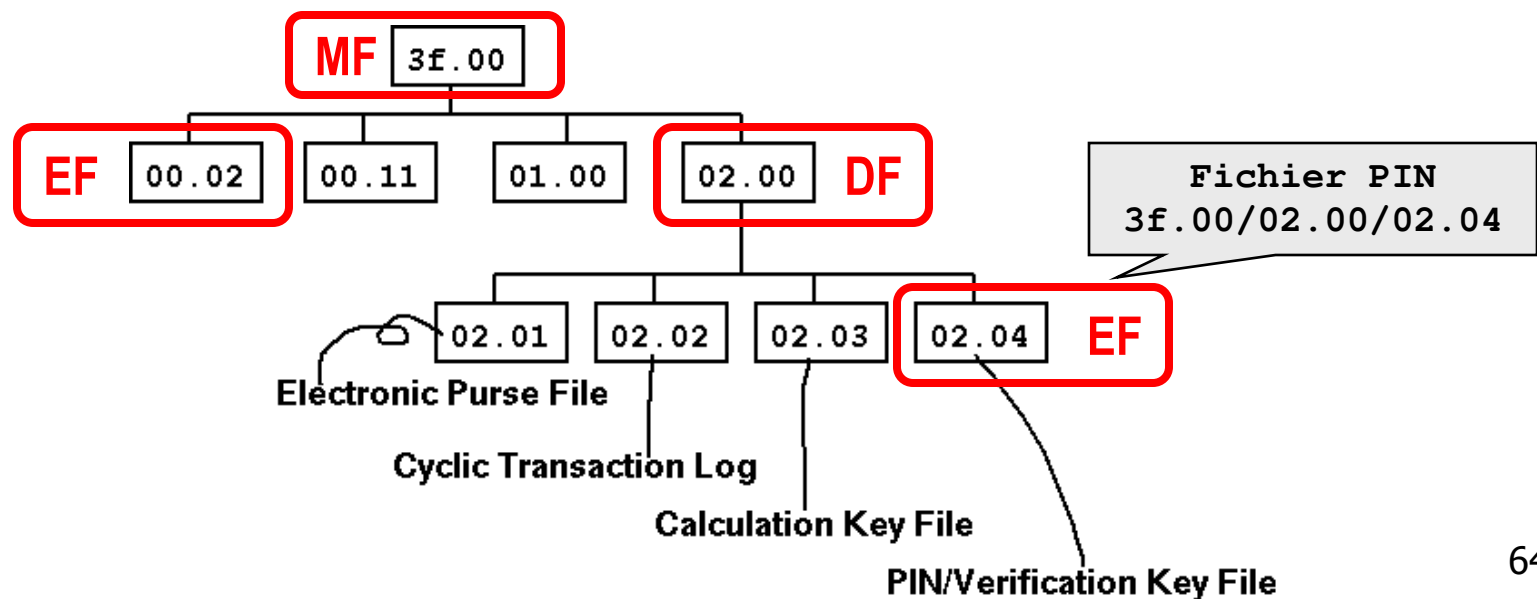 MF 3f.00
EF 00.02 00.11 01.00 02.00 DF
Fichier PIN
3f.00/02.00/02.04
02.01 02.02 02.03 02.04 EF
Electronic Purse File
Cyclic Transaction Log
Calculation Key File
PIN/Verification Key File
64